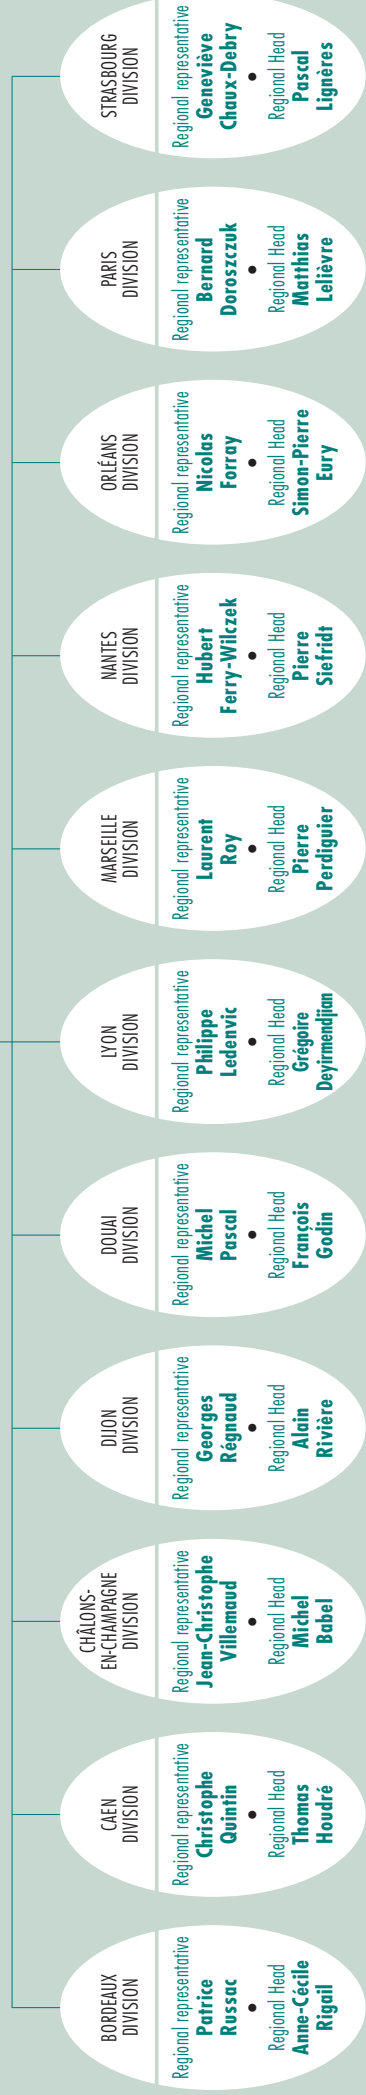 BORDEAUX
DIVISION
Regional representative
Patrice
Russac
•
Regional Head
Anne-Cécile
Rigail
CAEN
DIVISION
Regional representative
Christophe
Quintin
•
Regional Head
Thomas
Houdré
CHÂLONS-
EN-CHAMPAGNE
DIVISION
Regional representative
Jean-Christophe
Villemaud
•
Regional Head
Michel
Babel
DIJON
DIVISION
Regional representative
Georges
Régnaud
•
Regional Head
Alain
Rivière
DOUAI
DIVISION
Regional representative
Michel
Pascal
•
Regional Head
François
Godin
LYON
DIVISION
Regional representative
Philippe
Ledenvic
•
Regional Head
Grégoire
Deyirmendjian
MARSEILLE
DIVISION
Regional representative
Laurent
Roy
•
Regional Head
Pierre
Perdiguier
NANTES
DIVISION
Regional representative
Hubert
Ferry-Wilczek
•
Regional Head
Pierre
Siefridt
ORLÉANS
DIVISION
Regional representative
Nicolas
Forray
•
Regional Head
Simon-Pierre
Eury
PARIS
DIVISION
Regional representative
Bernard
Doroszczuk
•
Regional Head
Matthias
Lelièvre
STRASBOURG
DIVISION
Regional representative
Geneviève
Chaux-Debry
•
Regional Head
Pascal
Lignères